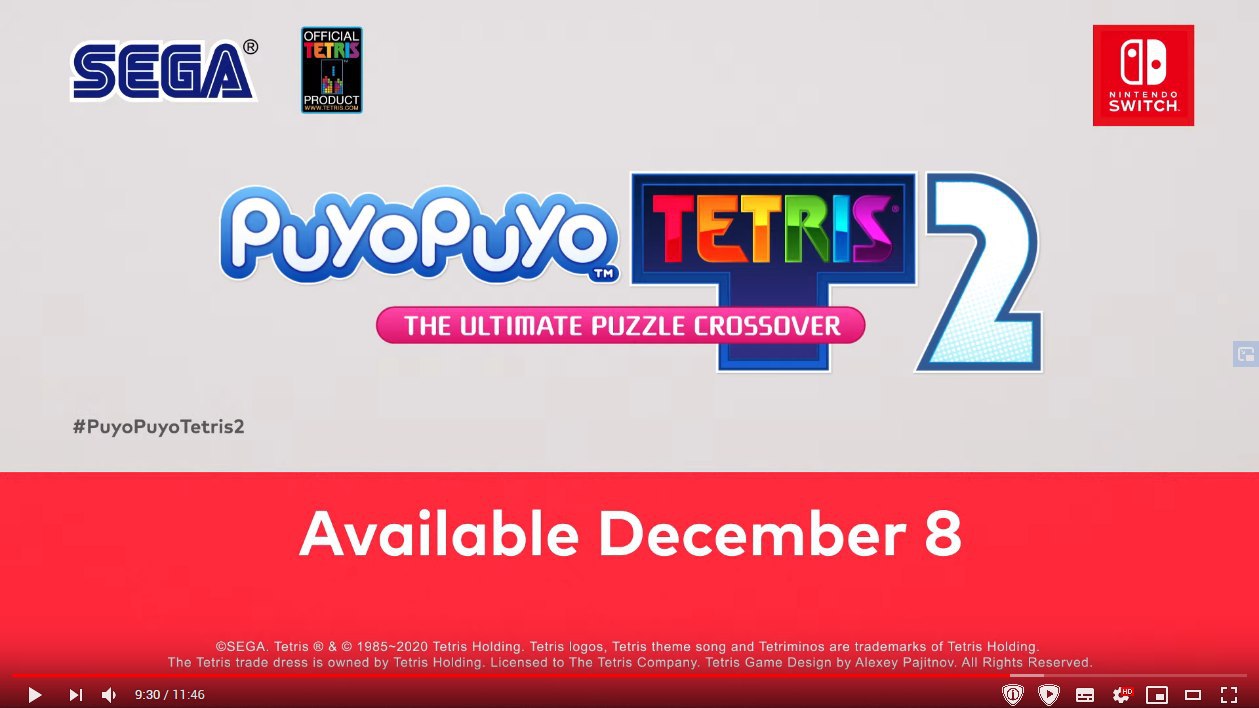 SEGA®
OFFICIAL
TETRIS
PRODUCT
WWW.TETRIS.COM
NINTENDO
SWITCH
PuyoPuyo™
TETRIS® 2
THE ULTIMATE PUZZLE CROSSOVER
#PuyoPuyoTetris2
Available December 8
©SEGA. Tetris ® & © 1985~2020 Tetris Holding. Tetris logos, Tetris theme song and Tetriminos are trademarks of Tetris Holding.
The Tetris trade dress is owned by Tetris Holding. Licensed to The Tetris Company. Tetris Game Design by Alexey Pajitnov. All Rights Reserved.
9:30 / 11:46
HD